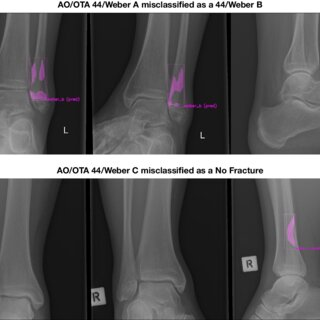 AO/OTA 44/Weber A misclassified as a 44/Weber B
L
L
AO/OTA 44/Weber C misclassified as a No Fracture
R
R